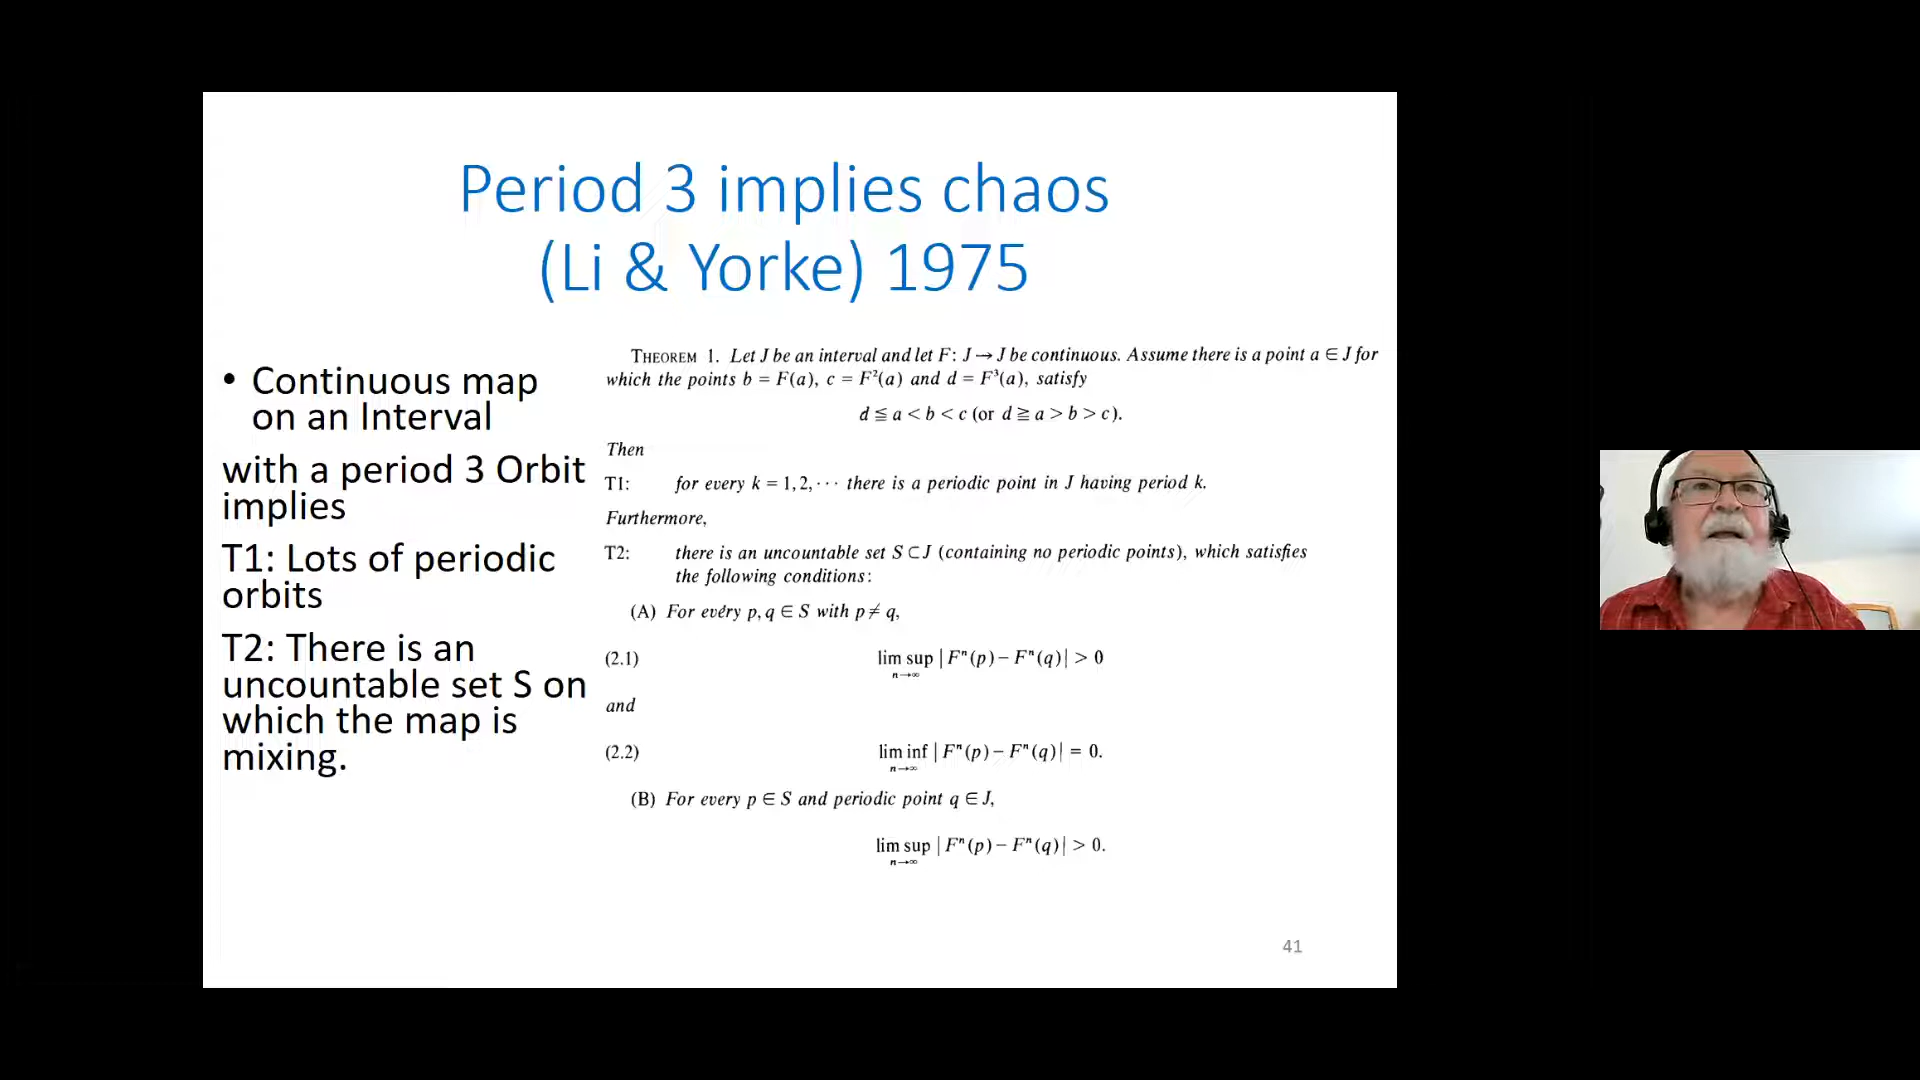 Period 3 implies chaos
(Li & Yorke) 1975
• Continuous map
on an Interval
with a period 3 Orbit
implies
T1: Lots of periodic
orbits
T2: There is an
uncountable set S on
which the map is
mixing.
THEOREM 1. Let J be an interval and let F: J → J be continuous. Assume there is a point a ∈ J for
which the points b = F(a), c = F²(a) and d = F³(a), satisfy
d ≦ a < b < c (or d ≧ a > b > c).
Then
T1: for every k = 1, 2, ··· there is a periodic point in J having period k.
Furthermore,
T2: there is an uncountable set S ⊂ J (containing no periodic points), which satisfies
the following conditions:
(A) For every p, q ∈ S with p ≠ q,
(2.1) lim sup | Fⁿ(p) − Fⁿ(q)| > 0
n→∞
and
(2.2) lim inf | Fⁿ(p) − Fⁿ(q)| = 0.
n→∞
(B) For every p ∈ S and periodic point q ∈ J,
lim sup | Fⁿ(p) − Fⁿ(q)| > 0.
n→∞
41